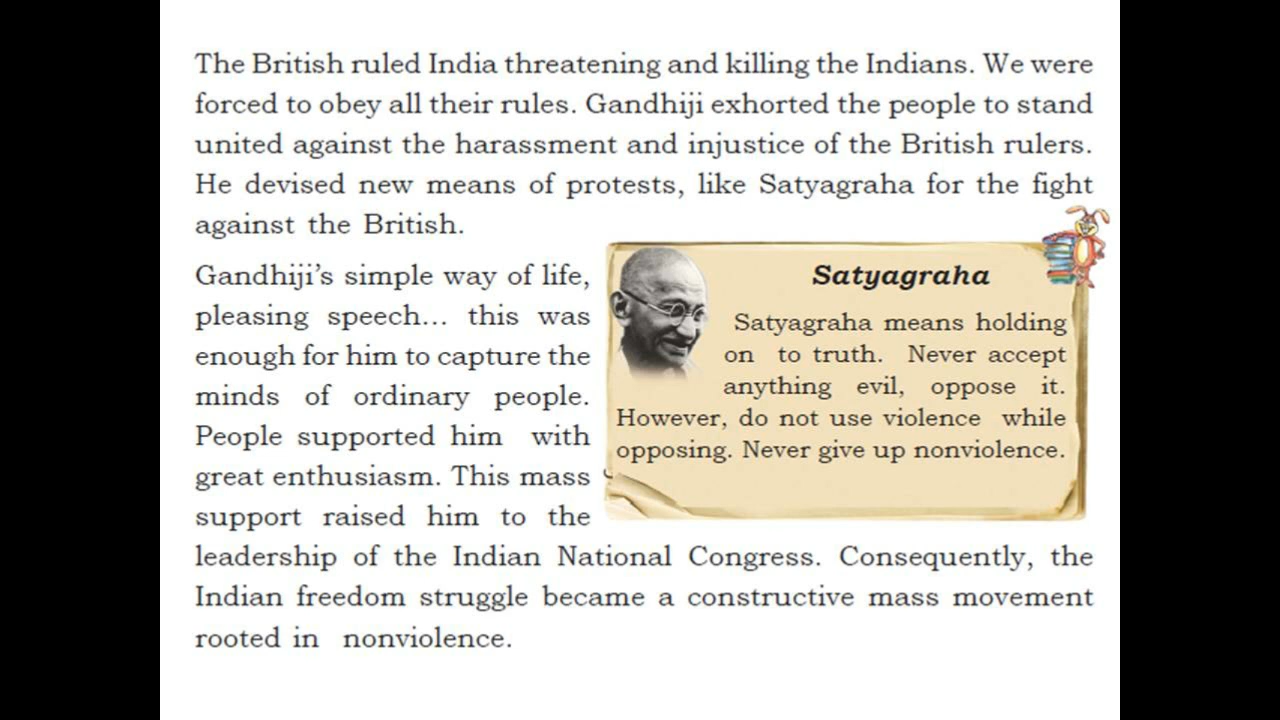 The British ruled India threatening and killing the Indians. We were
forced to obey all their rules. Gandhiji exhorted the people to stand
united against the harassment and injustice of the British rulers.
He devised new means of protests, like Satyagraha for the fight
against the British.
Gandhiji's simple way of life,
pleasing speech... this was
enough for him to capture the
minds of ordinary people.
People supported him with
great enthusiasm. This mass
support raised him to the
leadership of the Indian National Congress. Consequently, the
Indian freedom struggle became a constructive mass movement
rooted in nonviolence.
Satyagraha
Satyagraha means holding
on to truth. Never accept
anything evil, oppose it.
However, do not use violence while
opposing. Never give up nonviolence.